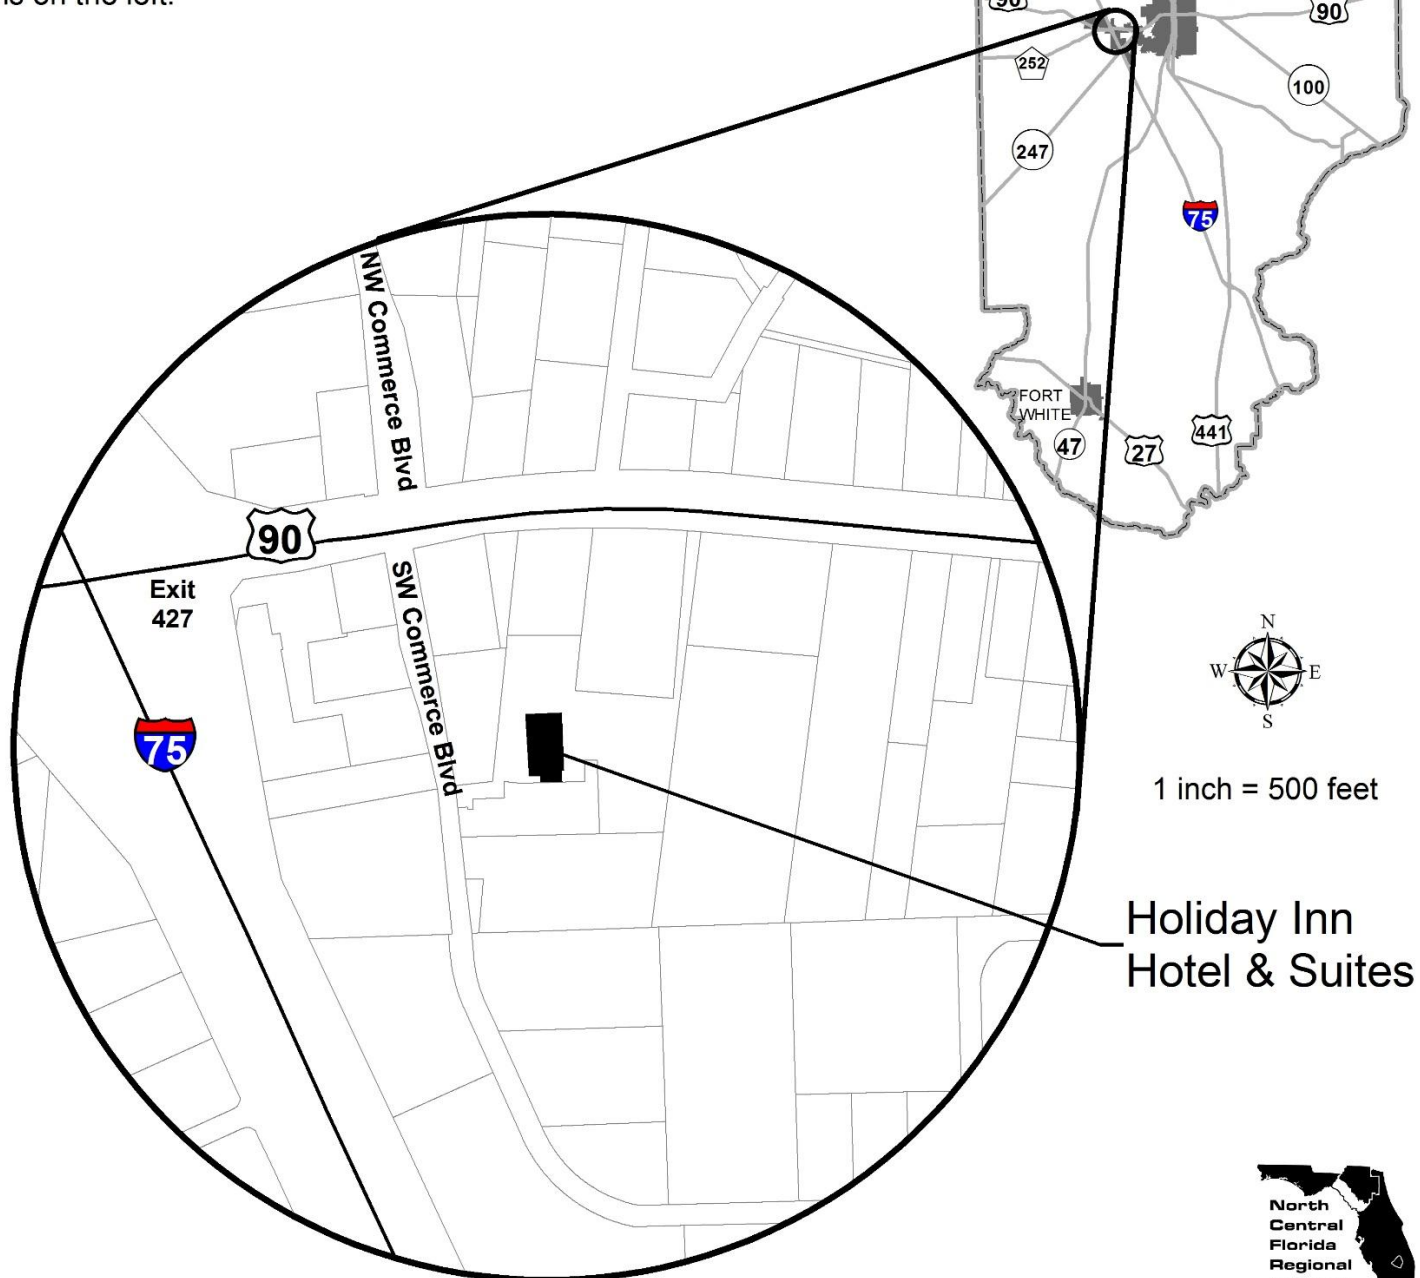 on the left.
90
90
252
100
247
75
FORT
WHITE
47
27
441
NW Commerce Blvd
90
Exit
427
SW Commerce Blvd
75
N
W E
S
1 inch = 500 feet
Holiday Inn
Hotel & Suites
North
Central
Florida
Regional